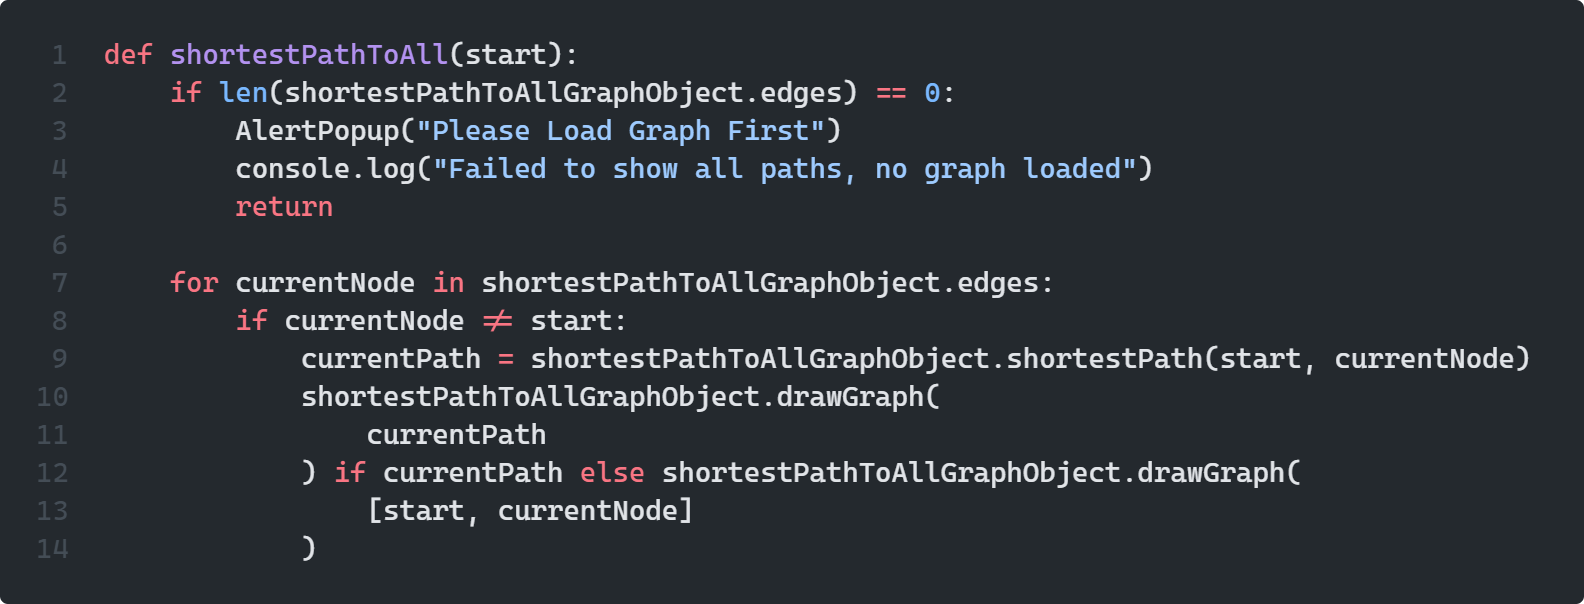 1 def shortestPathToAll(start):
2     if len(shortestPathToAllGraphObject.edges) == 0:
3         AlertPopup("Please Load Graph First")
4         console.log("Failed to show all paths, no graph loaded")
5         return
6
7     for currentNode in shortestPathToAllGraphObject.edges:
8         if currentNode != start:
9             currentPath = shortestPathToAllGraphObject.shortestPath(start, currentNode)
10             shortestPathToAllGraphObject.drawGraph(
11                 currentPath
12             ) if currentPath else shortestPathToAllGraphObject.drawGraph(
13                 [start, currentNode]
14             )